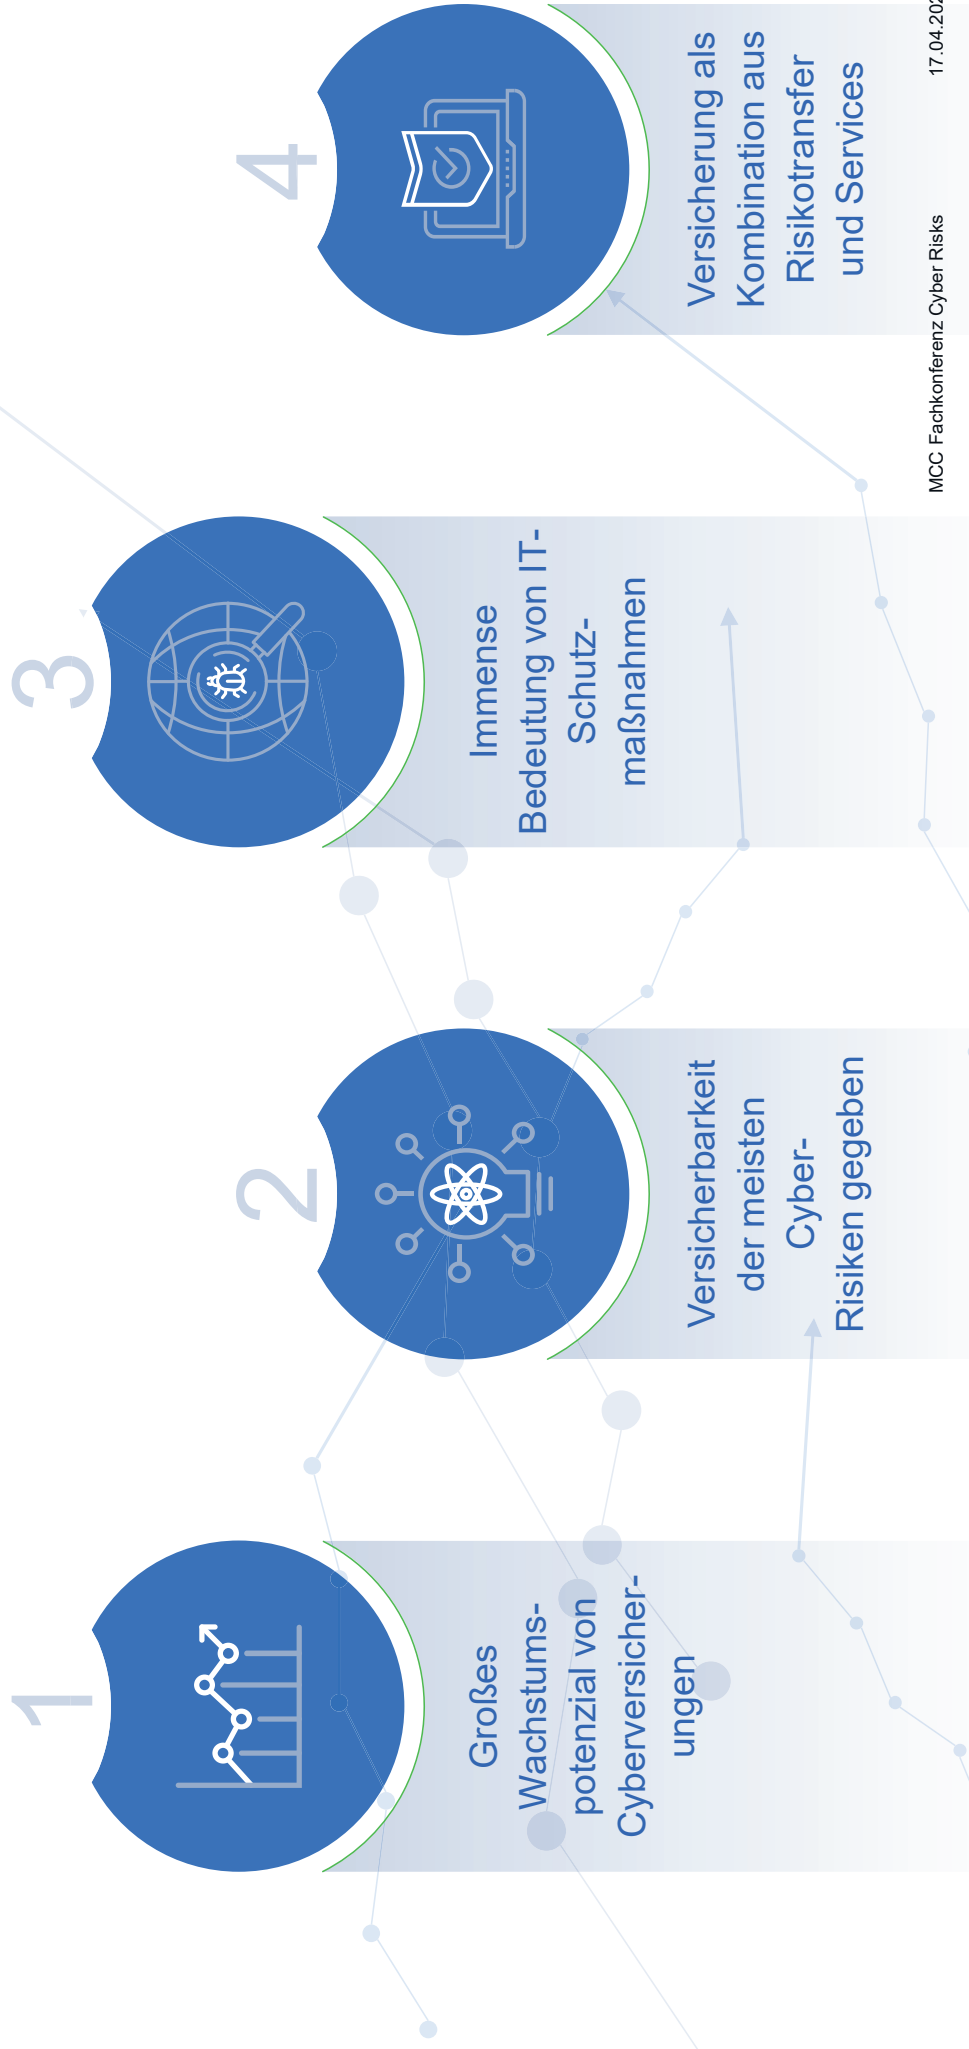 1
Großes
Wachstums-
potenzial von
Cyberversicher-
ungen
2
Versicherbarkeit
der meisten
Cyber-
Risiken gegeben
3
Immense
Bedeutung von IT-
Schutz-
maßnahmen
4
Versicherung als
Kombination aus
Risikotransfer
und Services
MCC Fachkonferenz Cyber Risks